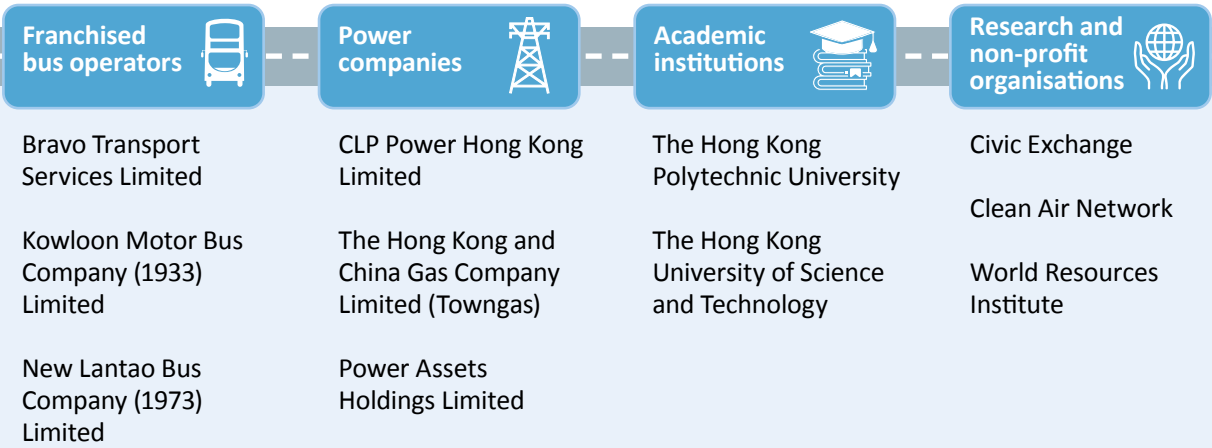 Franchised
bus operators
Bravo Transport
Services Limited
Kowloon Motor Bus
Company (1933)
Limited
New Lantao Bus
Company (1973)
Limited
Power
companies
CLP Power Hong Kong
Limited
The Hong Kong and
China Gas Company
Limited (Towngas)
Power Assets
Holdings Limited
Academic
institutions
The Hong Kong
Polytechnic University
The Hong Kong
University of Science
and Technology
Research and
non-profit
organisations
Civic Exchange
Clean Air Network
World Resources
Institute